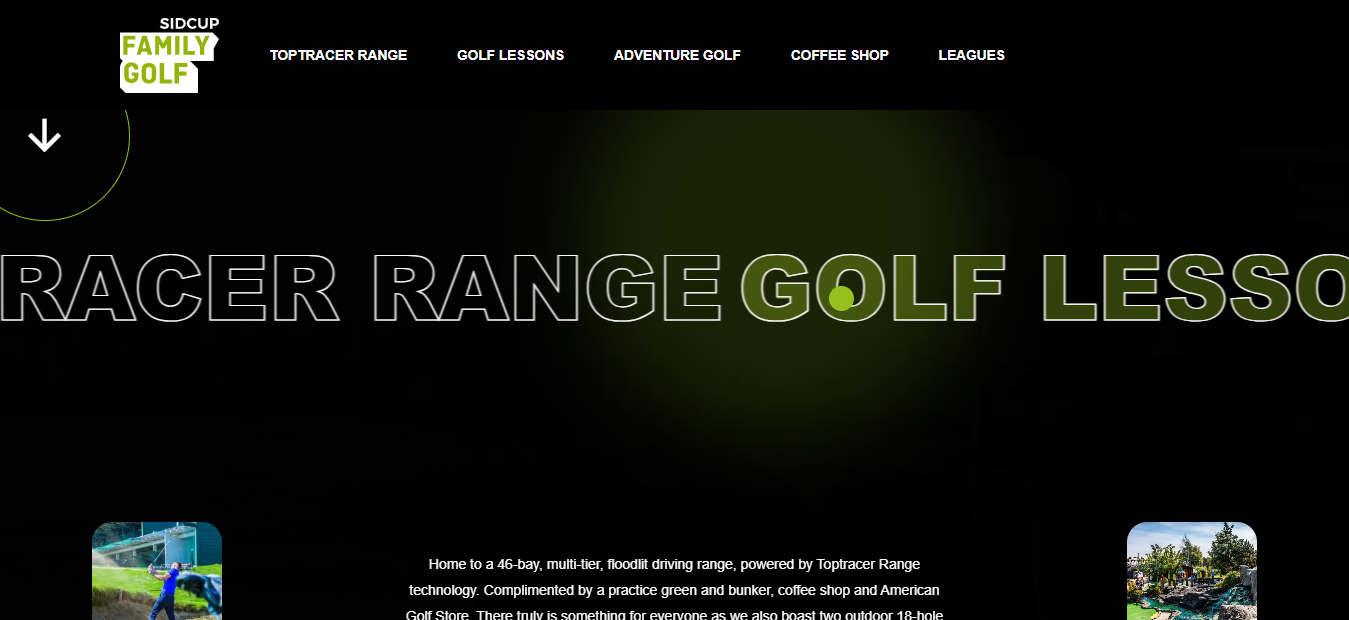 SIDCUP
FAMILY
GOLF
TOPTRACER RANGE
GOLF LESSONS
ADVENTURE GOLF
COFFEE SHOP
LEAGUES
RACER RANGE GOLF LESSO
Home to a 46-bay, multi-tier, floodlit driving range, powered by Toptracer Range
technology. Complimented by a practice green and bunker, coffee shop and American
Golf Store. There truly is something for everyone as we also boast two outdoor 18-hole